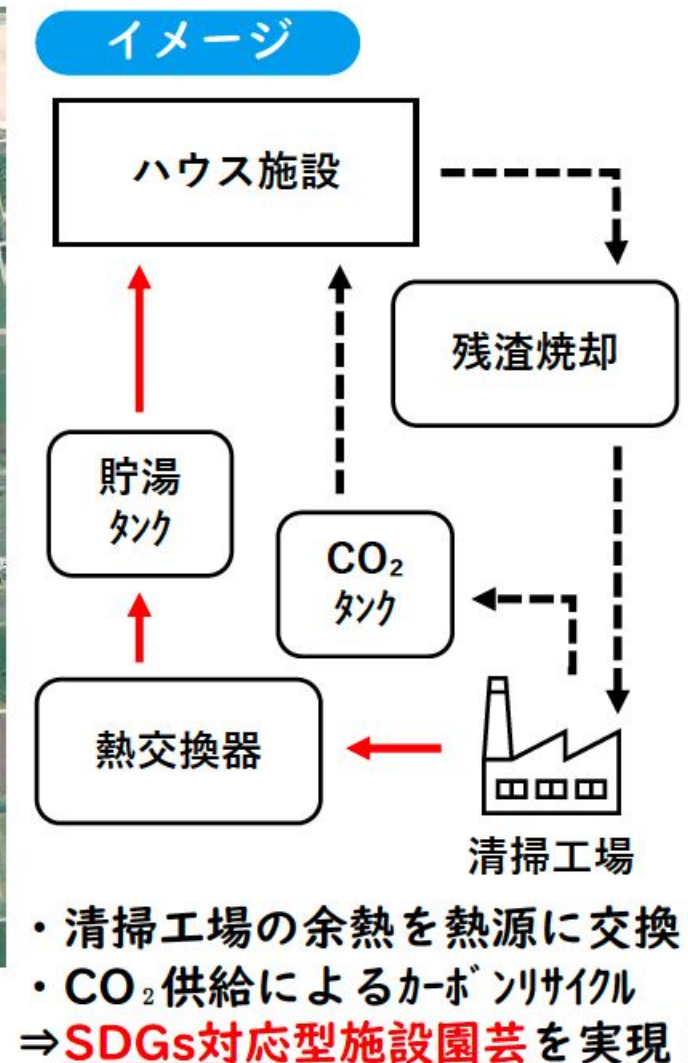 イメージ
ハウス施設
残渣焼却
貯湯
ﾀﾝｸ
CO₂
ﾀﾝｸ
熱交換器
清掃工場
・清掃工場の余熱を熱源に交換
・CO₂供給によるｶｰﾎﾞﾝﾘｻｲｸﾙ
⇒SDGs対応型施設園芸を実現